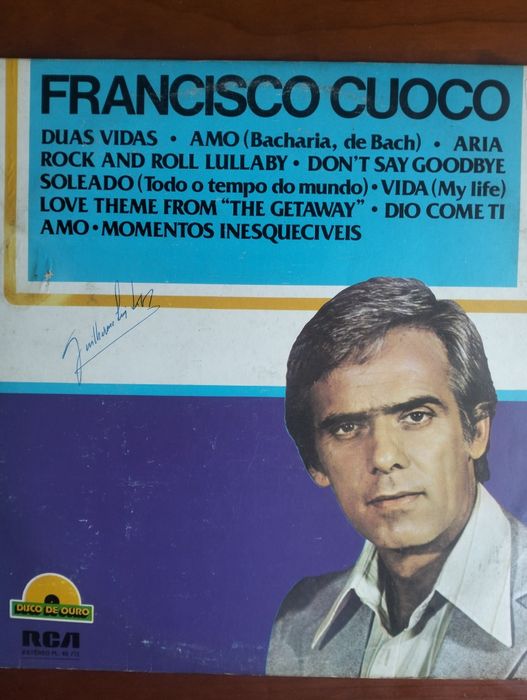 FRANCISCO CUOCO
DUAS VIDAS • AMO (Bacharia, de Bach) • ARIA
ROCK AND ROLL LULLABY • DON'T SAY GOODBYE
SOLEADO (Todo o tempo do mundo) • VIDA (My life)
LOVE THEME FROM "THE GETAWAY" • DIO COME TI
AMO • MOMENTOS INESQUECIVEIS
DISCO DE OURO
RCA